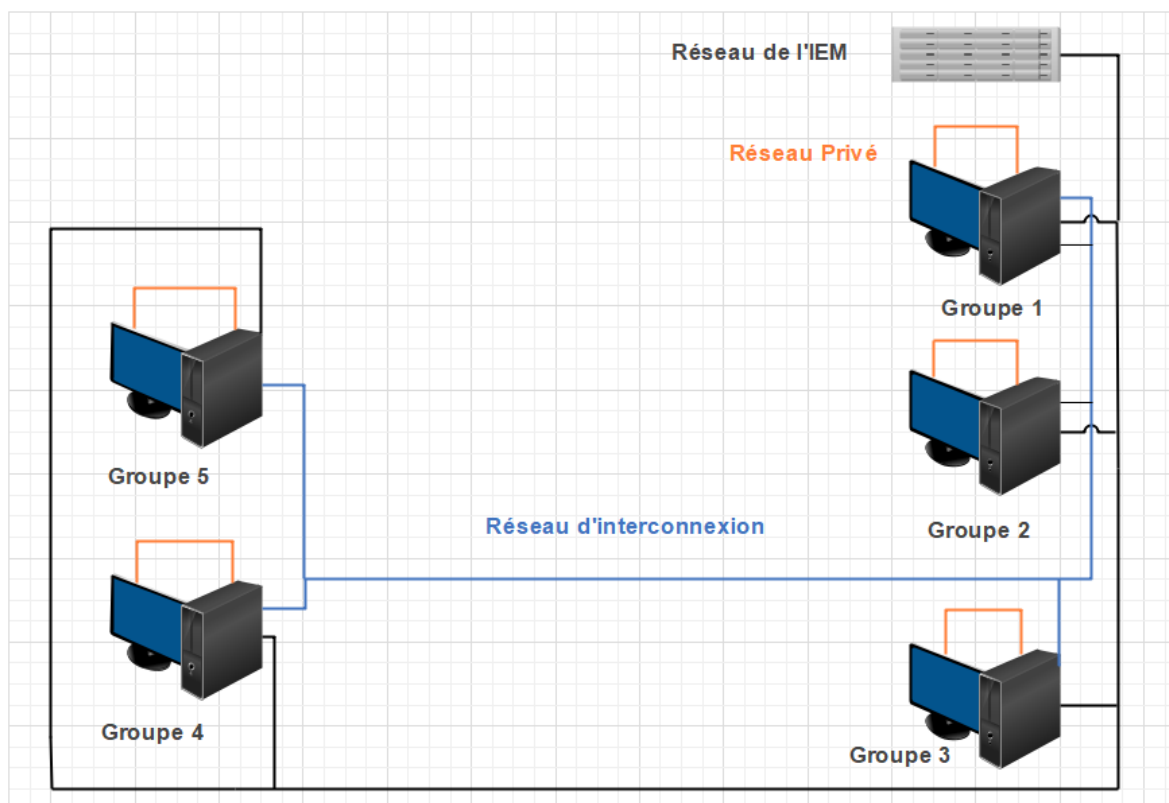 Réseau de l'IEM
Réseau Privé
Groupe 1
Groupe 5
Réseau d'interconnexion
Groupe 2
Groupe 4
Groupe 3